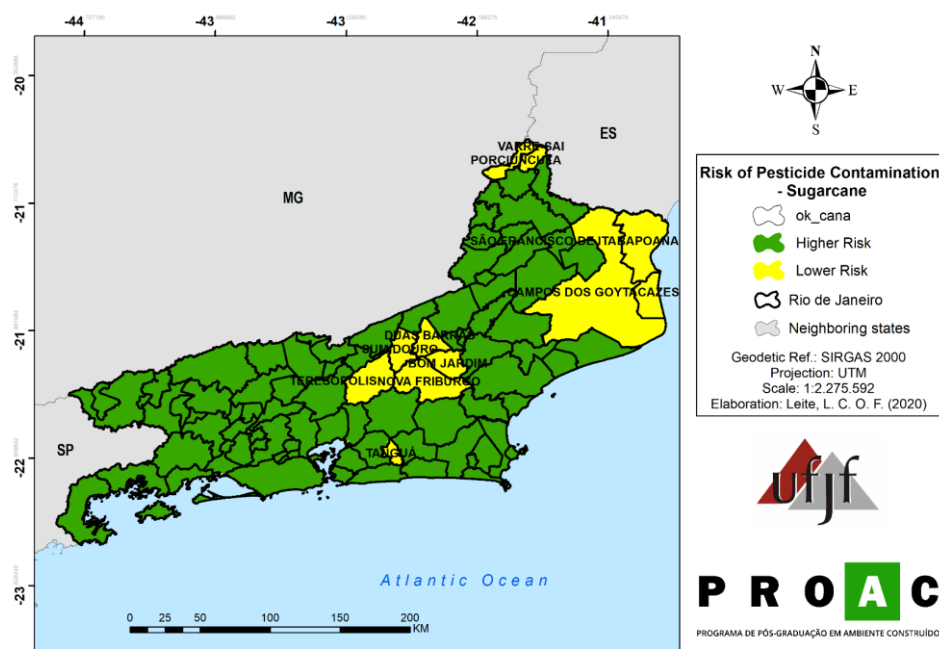 -44 -43 -43 -42 -41
-20
-21
-21
-22
-23
N
W E
S
ES
MG
SP
VARRE-SAI
PORCIÚNCULA
SÃO FRANCISCO DE ITABAPOANA
CAMPOS DOS GOYTACAZES
DUAS BARRAS
SUMIDOURO
BOM JARDIM
TERESÓPOLIS NOVA FRIBURGO
TANGUÁ
Atlantic Ocean
0 25 50 100 150 200
KM
Risk of Pesticide Contamination
- Sugarcane
ok_cana
Higher Risk
Lower Risk
Rio de Janeiro
Neighboring states
Geodetic Ref.: SIRGAS 2000
Projection: UTM
Scale: 1:2.275.592
Elaboration: Leite, L. C. O. F. (2020)
ufjf
PROAC
PROGRAMA DE PÓS-GRADUAÇÃO EM AMBIENTE CONSTRUÍDO